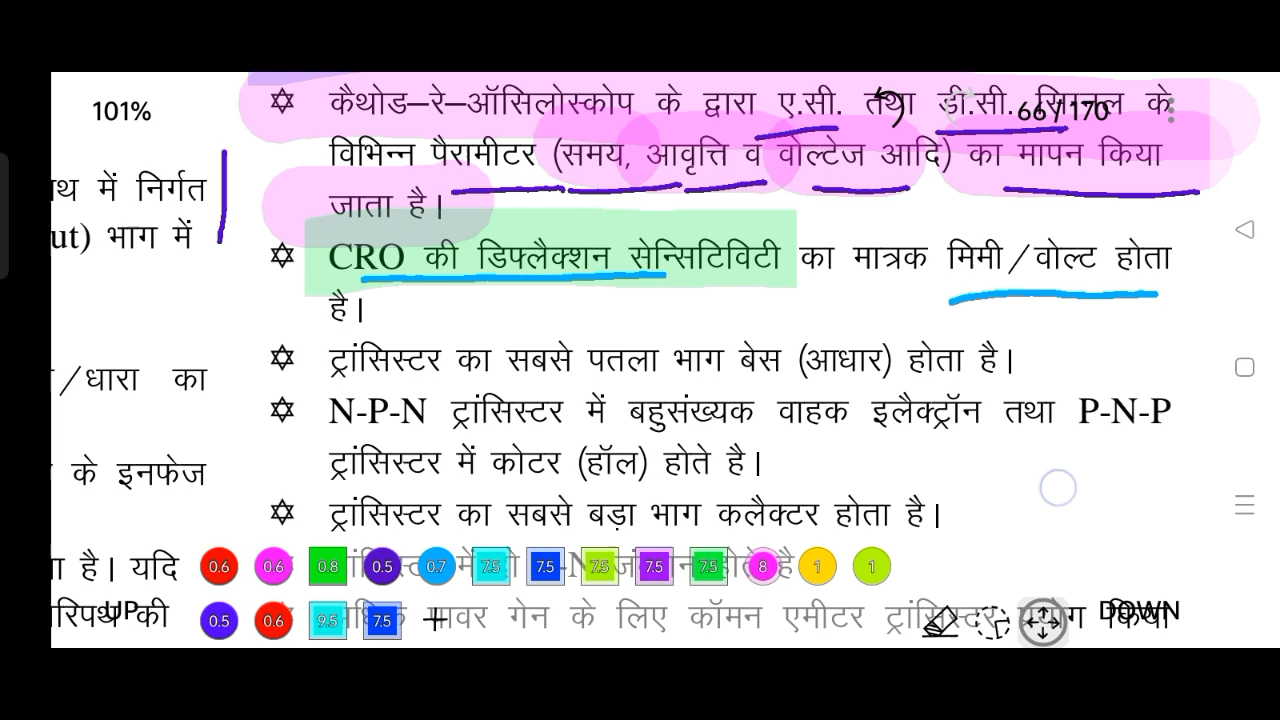 101%
66 / 170
ाथ में निर्गत
ut) भाग में
/धारा का
के इनफेज
ा है। यदि
रिपथ की
✡ कैथोड–रे–ऑसिलोस्कोप के द्वारा ए.सी. तथा डी.सी. सिग्नल के
विभिन्न पैरामीटर (समय, आवृत्ति व वोल्टेज आदि) का मापन किया
जाता है।
✡ CRO की डिफ्लैक्शन सेन्सिटिविटी का मात्रक मिमी/वोल्ट होता
है।
✡ ट्रांसिस्टर का सबसे पतला भाग बेस (आधार) होता है।
✡ N-P-N ट्रांसिस्टर में बहुसंख्यक वाहक इलैक्ट्रॉन तथा P-N-P
ट्रांसिस्टर में कोटर (हॉल) होते है।
✡ ट्रांसिस्टर का सबसे बड़ा भाग कलैक्टर होता है।
में है
पावर गेन के लिए कॉमन एमीटर ट्रांसिस्टर
0.6 0.6 0.8 0.5 0.7 7.5 7.5 7.5 7.5 7.5 8 1 1
UP 0.5 0.6 9.5 7.5 + DOWN